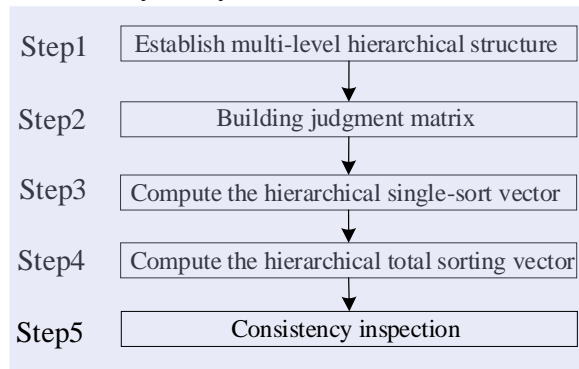 Step1 Establish multi-level hierarchical structure
Step2 Building judgment matrix
Step3 Compute the hierarchical single-sort vector
Step4 Compute the hierarchical total sorting vector
Step5 Consistency inspection